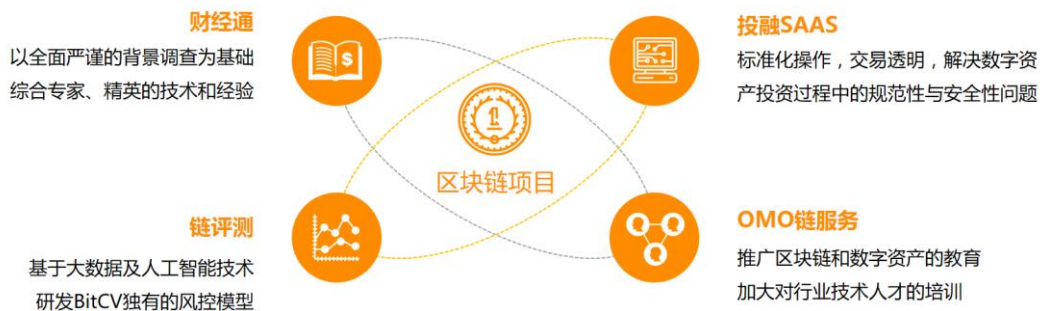 财经通
以全面严谨的背景调查为基础
综合专家、精英的技术和经验
投融SAAS
标准化操作，交易透明，解决数字资
产投资过程中的规范性与安全性问题
1
区块链项目
$
链评测
基于大数据及人工智能技术
研发BitCV独有的风控模型
OMO链服务
推广区块链和数字资产的教育
加大对行业技术人才的培训